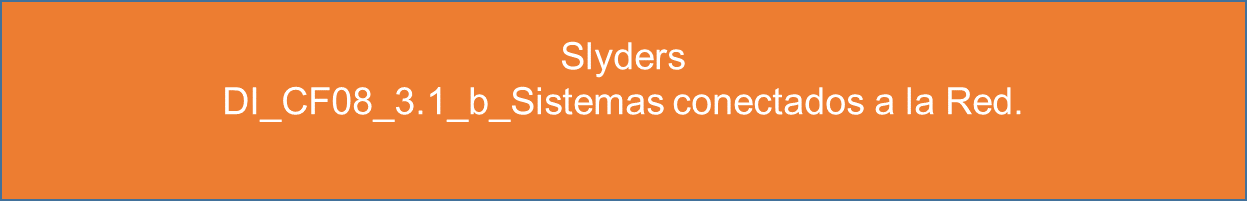 Slyders
DI_CF08_3.1_b_Sistemas conectados a la Red.